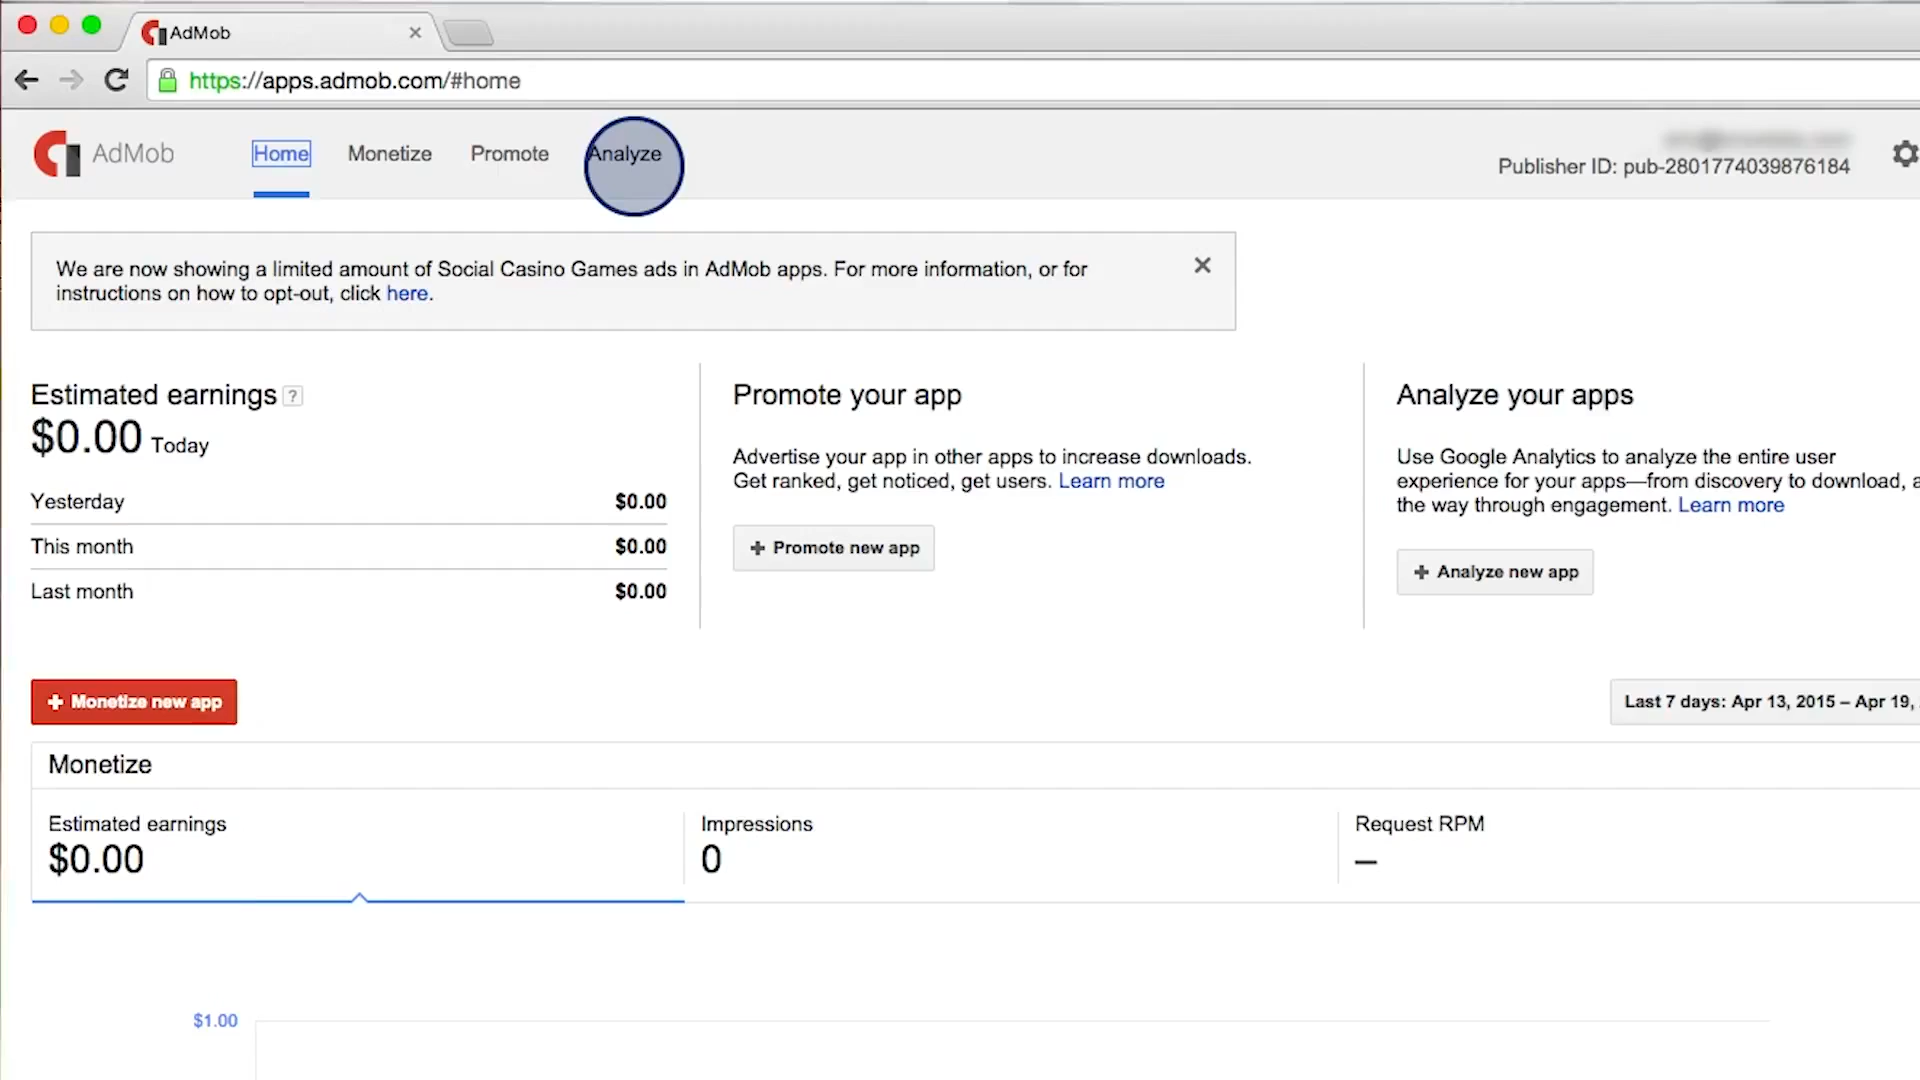 AdMob
https://apps.admob.com/#home
AdMob
Home
Monetize
Promote
Analyze
Publisher ID: pub-2801774039876184
We are now showing a limited amount of Social Casino Games ads in AdMob apps. For more information, or for
instructions on how to opt-out, click here.
Estimated earnings ?
$0.00 Today
Yesterday $0.00
This month $0.00
Last month $0.00
Promote your app
Advertise your app in other apps to increase downloads.
Get ranked, get noticed, get users. Learn more
+ Promote new app
Analyze your apps
Use Google Analytics to analyze the entire user
experience for your apps—from discovery to download, a
the way through engagement. Learn more
+ Analyze new app
+ Monetize new app
Last 7 days: Apr 13, 2015 – Apr 19,
Monetize
Estimated earnings
$0.00
Impressions
0
Request RPM
–
$1.00